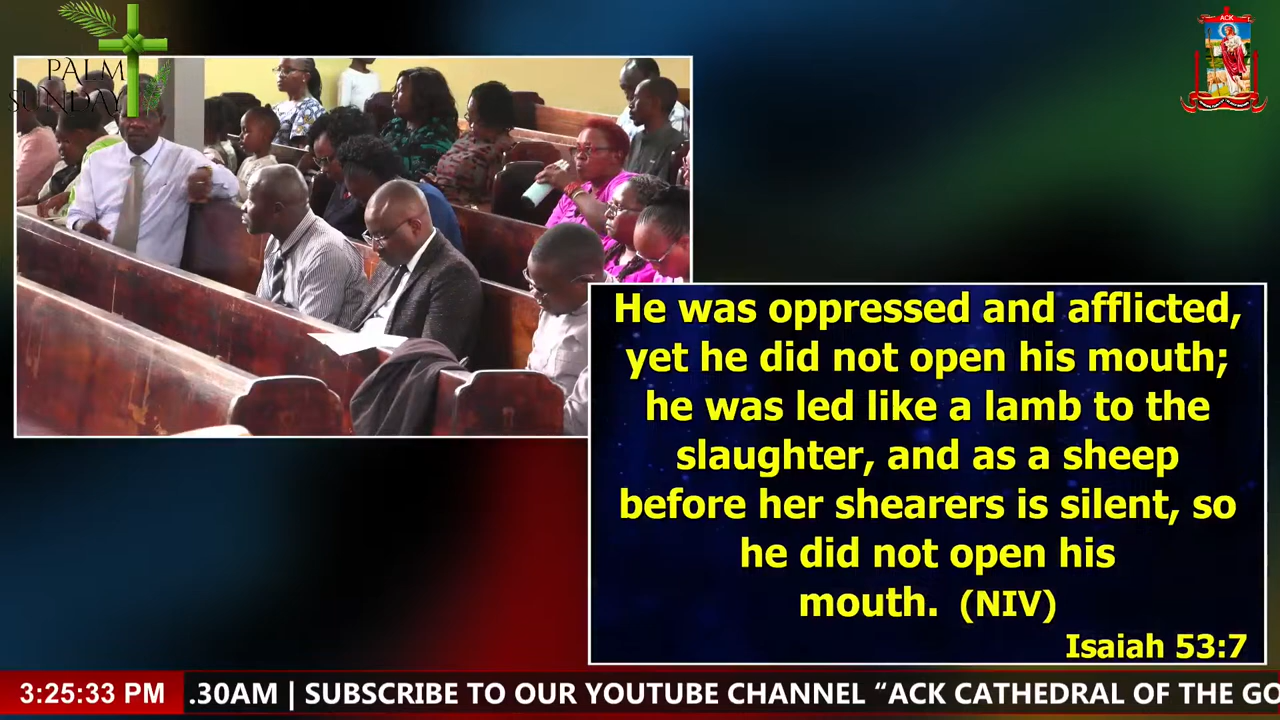 PALM
SUNDAY
ACK
He was oppressed and afflicted,
yet he did not open his mouth;
he was led like a lamb to the
slaughter, and as a sheep
before her shearers is silent, so
he did not open his
mouth. (NIV)
Isaiah 53:7
3:25:33 PM .30AM | SUBSCRIBE TO OUR YOUTUBE CHANNEL “ACK CATHEDRAL OF THE GO